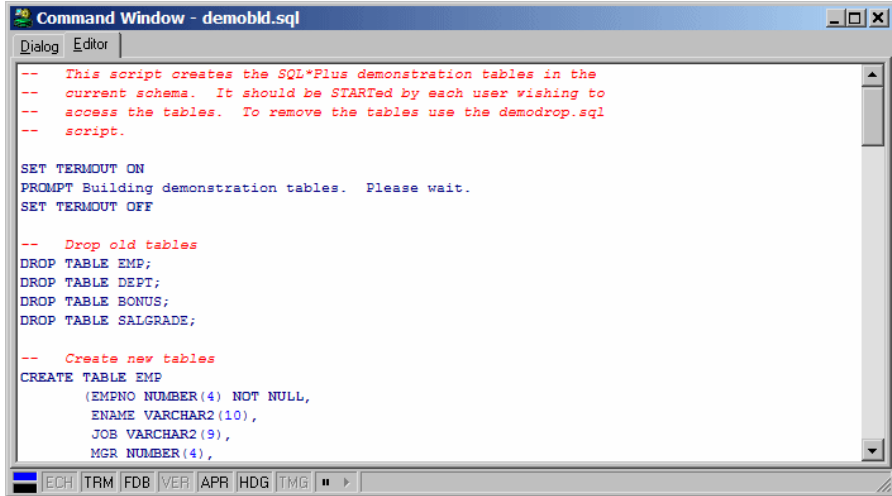 Command Window - demobld.sql
Dialog Editor
--   This script creates the SQL*Plus demonstration tables in the
--   current schema.  It should be STARTed by each user wishing to
--   access the tables.  To remove the tables use the demodrop.sql
--   script.
SET TERMOUT ON
PROMPT Building demonstration tables.  Please wait.
SET TERMOUT OFF
--   Drop old tables
DROP TABLE EMP;
DROP TABLE DEPT;
DROP TABLE BONUS;
DROP TABLE SALGRADE;
--   Create new tables
CREATE TABLE EMP
(EMPNO NUMBER(4) NOT NULL,
ENAME VARCHAR2(10),
JOB VARCHAR2(9),
MGR NUMBER(4),
ECH TRM FDB VER APR HDG TMG